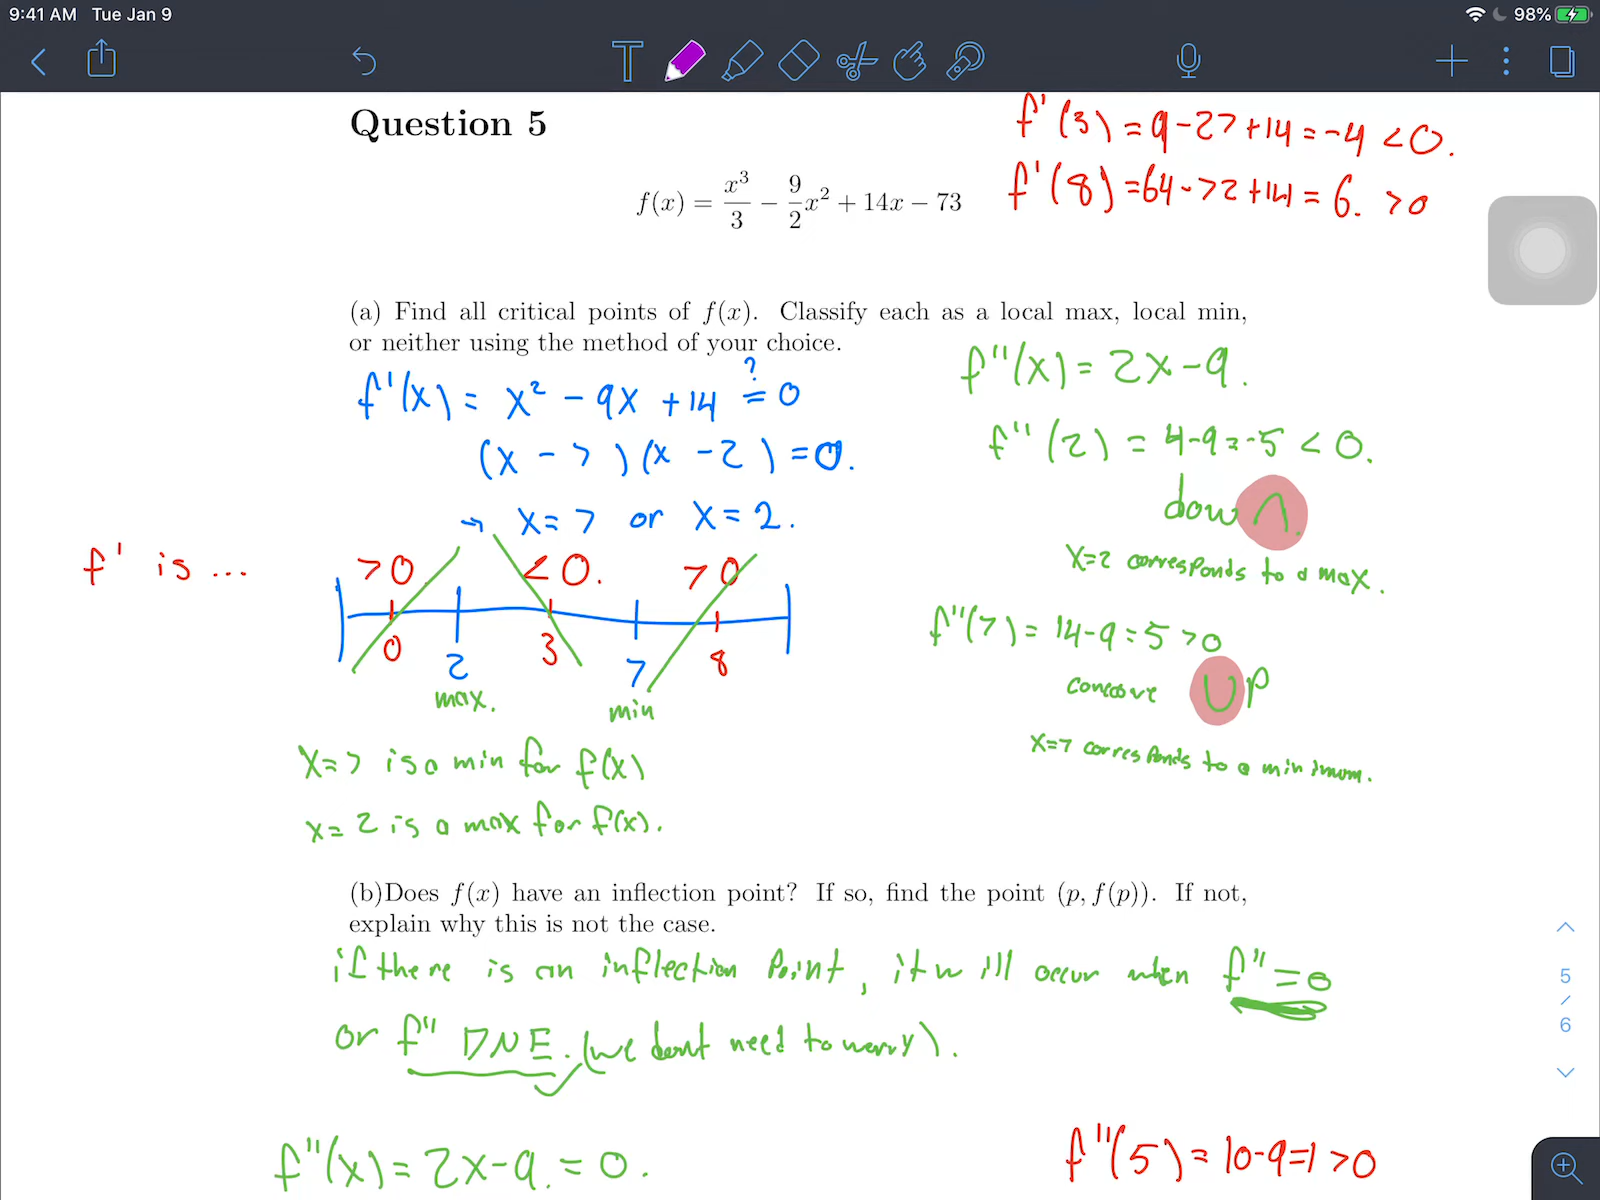 9:41 AM Tue Jan 9
98%
Question 5
f'(3) = 9-27+14 = -4 <0.
f'(8) = 64-72+14 = 6. >0
f(x) = x³/3 − 9/2 x² + 14x − 73
(a) Find all critical points of f(x). Classify each as a local max, local min,
or neither using the method of your choice.
f'(x) = x² - 9x + 14 ?= 0
(x - 7)(x - 2) = 0.
→ x = 7 or x = 2.
f' is ...
>0 <0. >0
0 3 8
2 7
max. min
x=7 is a min for f(x)
x=2 is a max for f(x).
f''(x) = 2x-9.
f''(2) = 4-9=-5 < 0.
down.
x=2 corresponds to a max.
f''(7) = 14-9=5 >0
concave UP
x=7 corresponds to a minimum.
(b)Does f(x) have an inflection point? If so, find the point (p, f(p)). If not,
explain why this is not the case.
if there is an inflection point, it will occur when f''=0
or f'' DNE. (we dont need to worry).
f''(x) = 2x-9. = 0.
f''(5) = 10-9=1 >0
5
/
6